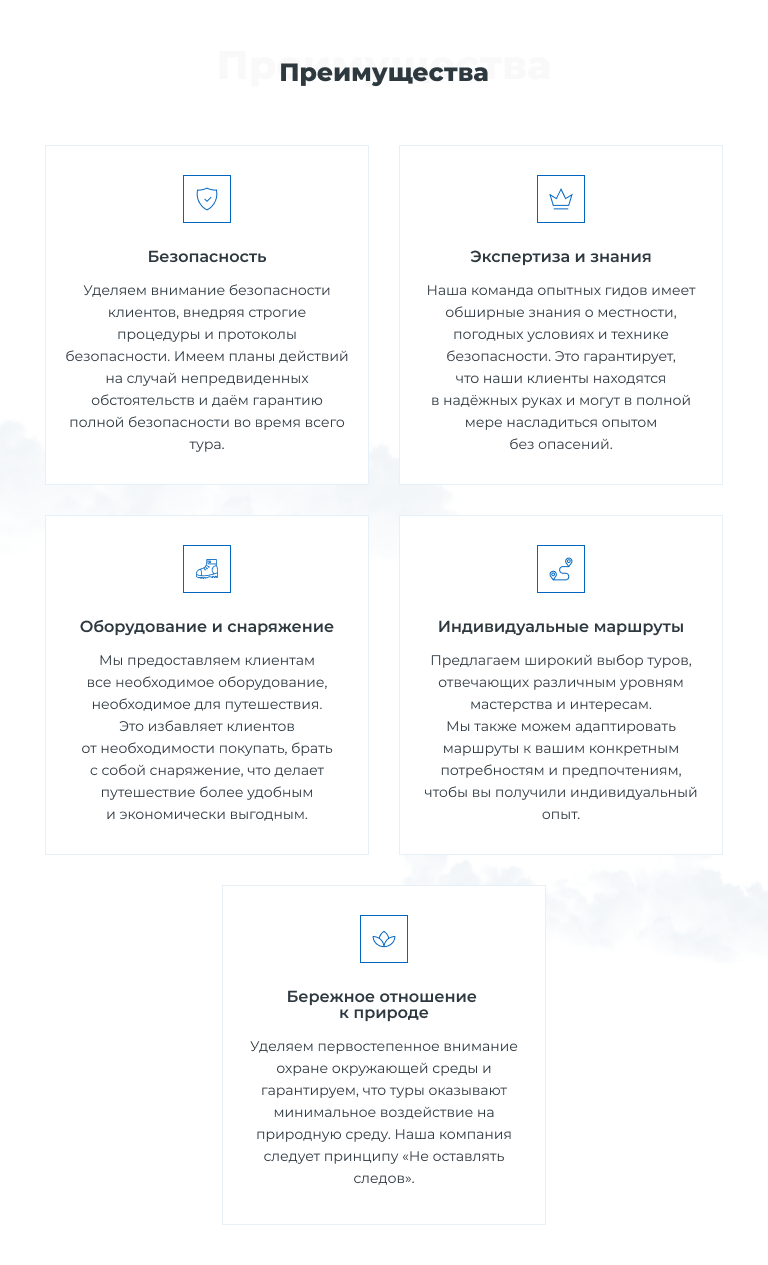 Преимущества
Преимущества
Безопасность
Уделяем внимание безопасности
клиентов, внедряя строгие
процедуры и протоколы
безопасности. Имеем планы действий
на случай непредвиденных
обстоятельств и даём гарантию
полной безопасности во время всего
тура.
Экспертиза и знания
Наша команда опытных гидов имеет
обширные знания о местности,
погодных условиях и технике
безопасности. Это гарантирует,
что наши клиенты находятся
в надёжных руках и могут в полной
мере насладиться опытом
без опасений.
Оборудование и снаряжение
Мы предоставляем клиентам
все необходимое оборудование,
необходимое для путешествия.
Это избавляет клиентов
от необходимости покупать, брать
с собой снаряжение, что делает
путешествие более удобным
и экономически выгодным.
Индивидуальные маршруты
Предлагаем широкий выбор туров,
отвечающих различным уровням
мастерства и интересам.
Мы также можем адаптировать
маршруты к вашим конкретным
потребностям и предпочтениям,
чтобы вы получили индивидуальный
опыт.
Бережное отношение
к природе
Уделяем первостепенное внимание
охране окружающей среды и
гарантируем, что туры оказывают
минимальное воздействие на
природную среду. Наша компания
следует принципу «Не оставлять
следов».